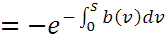 = −e^{−∫_0^S b(v)dv}